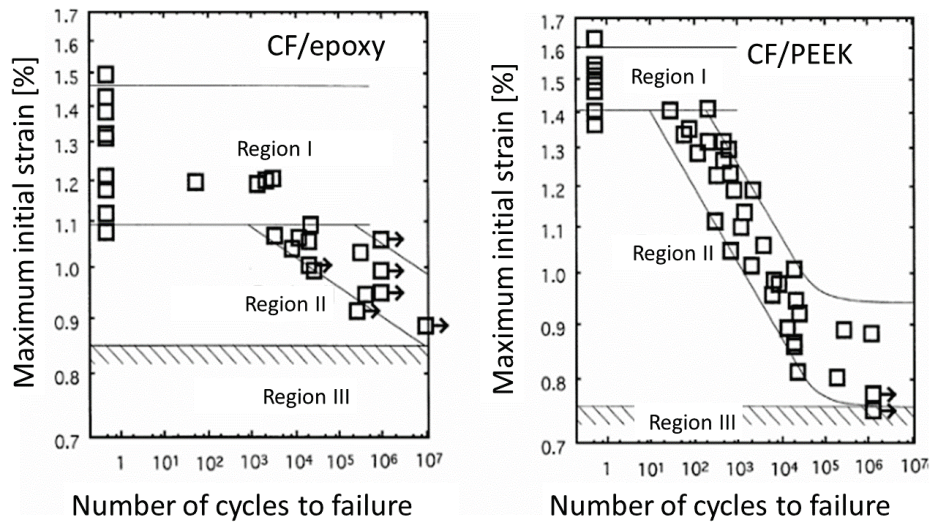 CF/epoxy
Maximum initial strain [%]
1.7
1.6
1.5
1.4
1.3
1.2
1.1
1.0
0.9
0.8
0.7
Region I
Region II
Region III
1 10¹ 10² 10³ 10⁴ 10⁵ 10⁶ 10⁷
Number of cycles to failure
CF/PEEK
Maximum initial strain [%]
1.7
1.6
1.5
1.4
1.3
1.2
1.1
1.0
0.9
0.8
0.7
Region I
Region II
Region III
1 10¹ 10² 10³ 10⁴ 10⁵ 10⁶ 10⁷
Number of cycles to failure